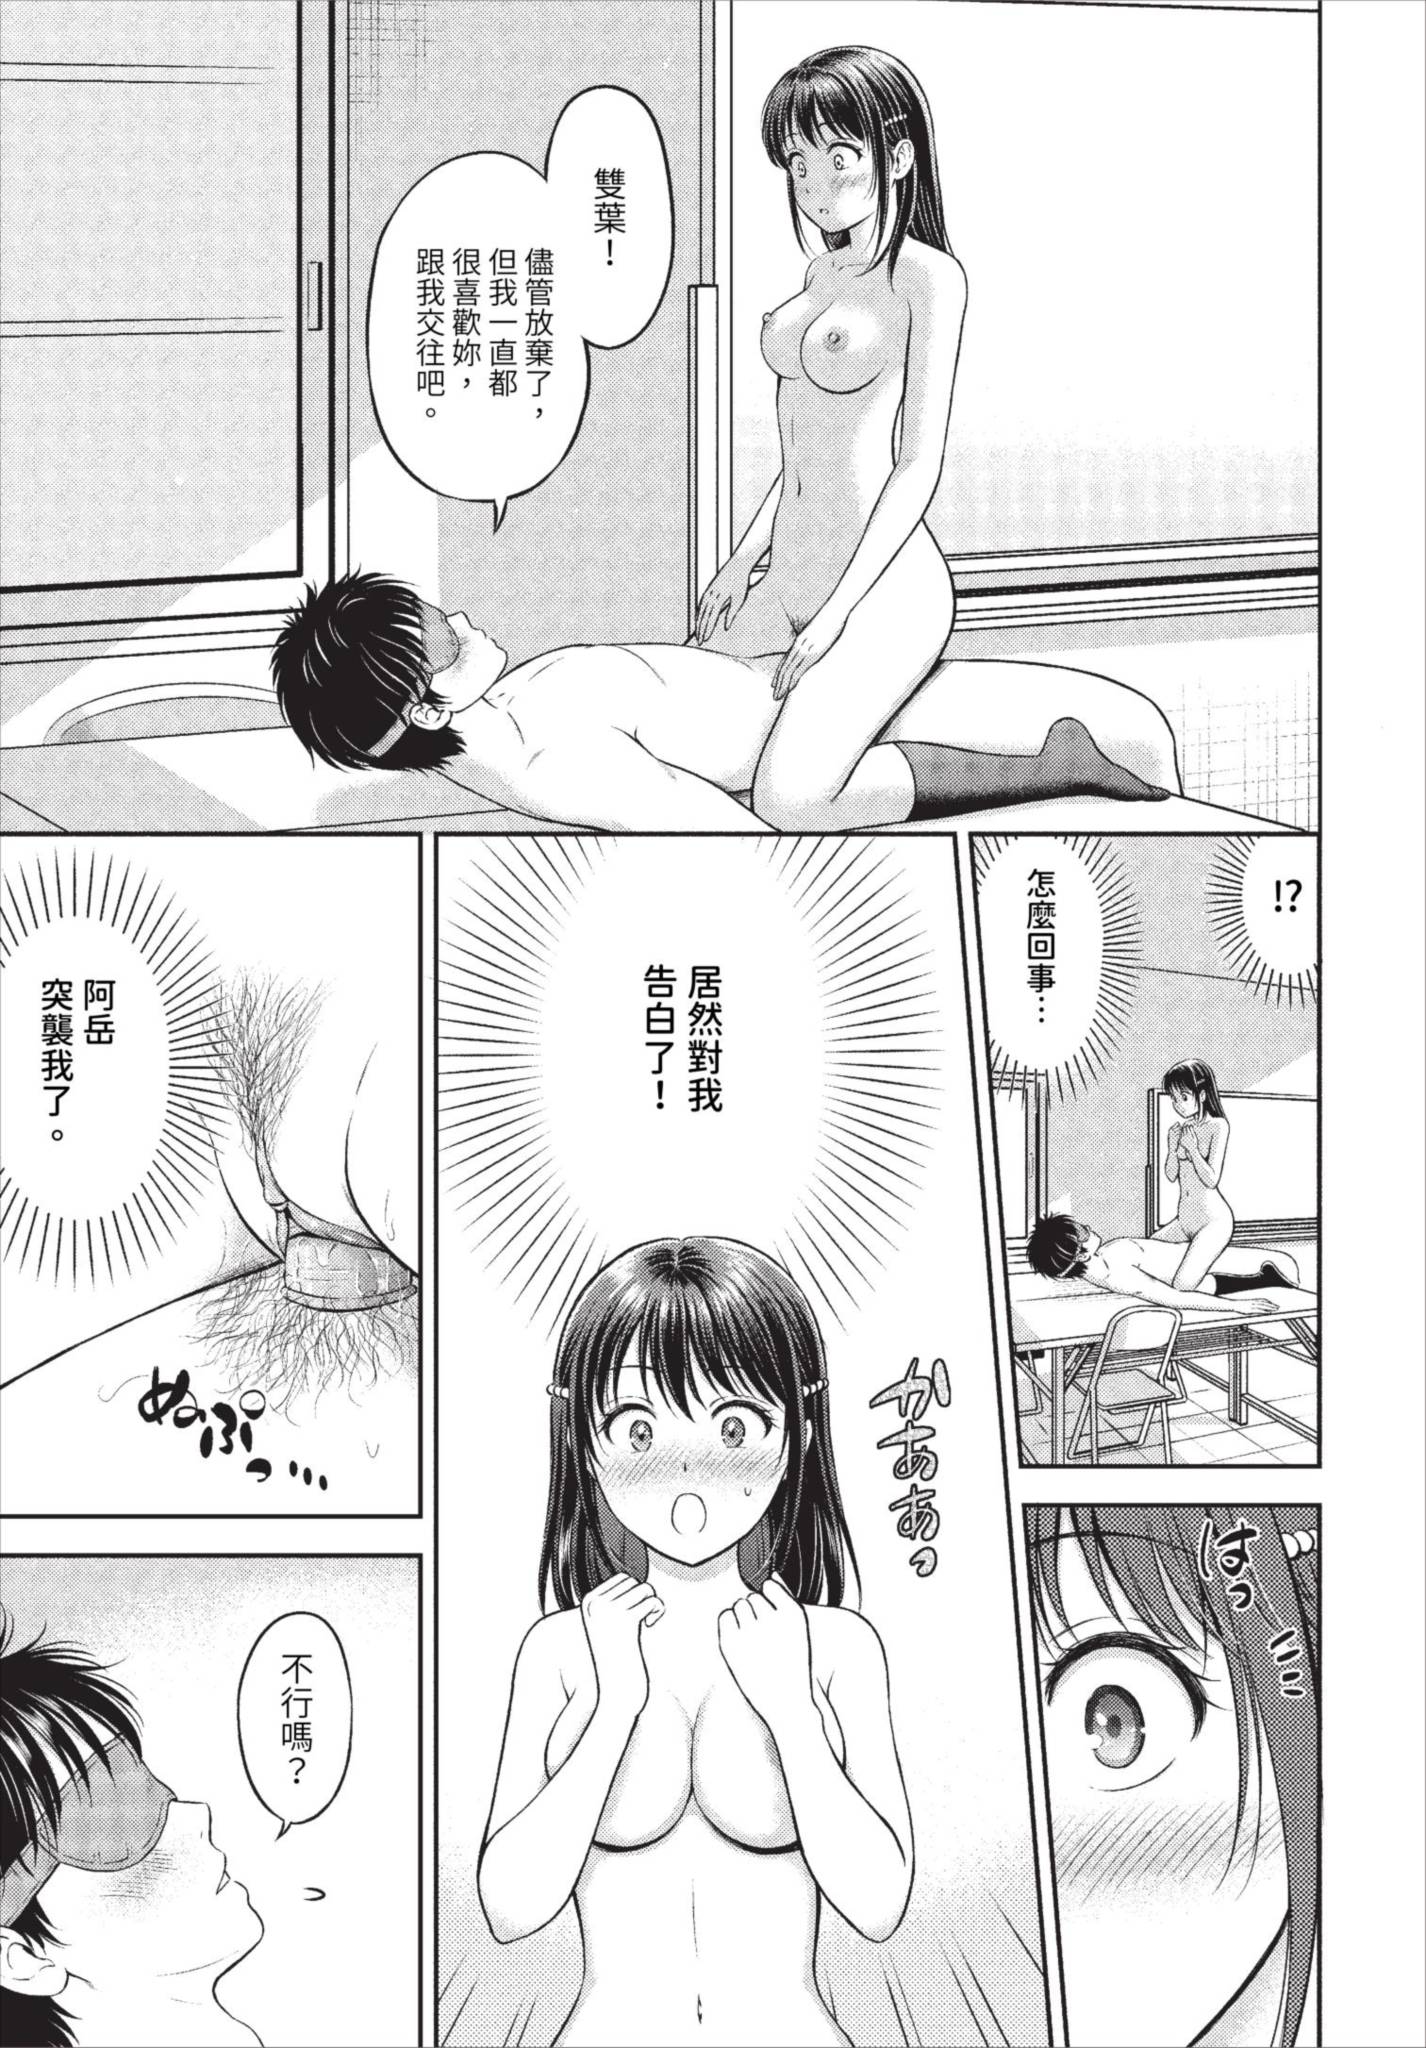 雙葉！
儘管放棄了，
但我一直都
很喜歡妳，
跟我交往吧。
!?
怎麼回事…
はっ
居然對我
告白了！
かあああっ
阿岳
突襲我了。
ぬぷっ…
不行嗎？